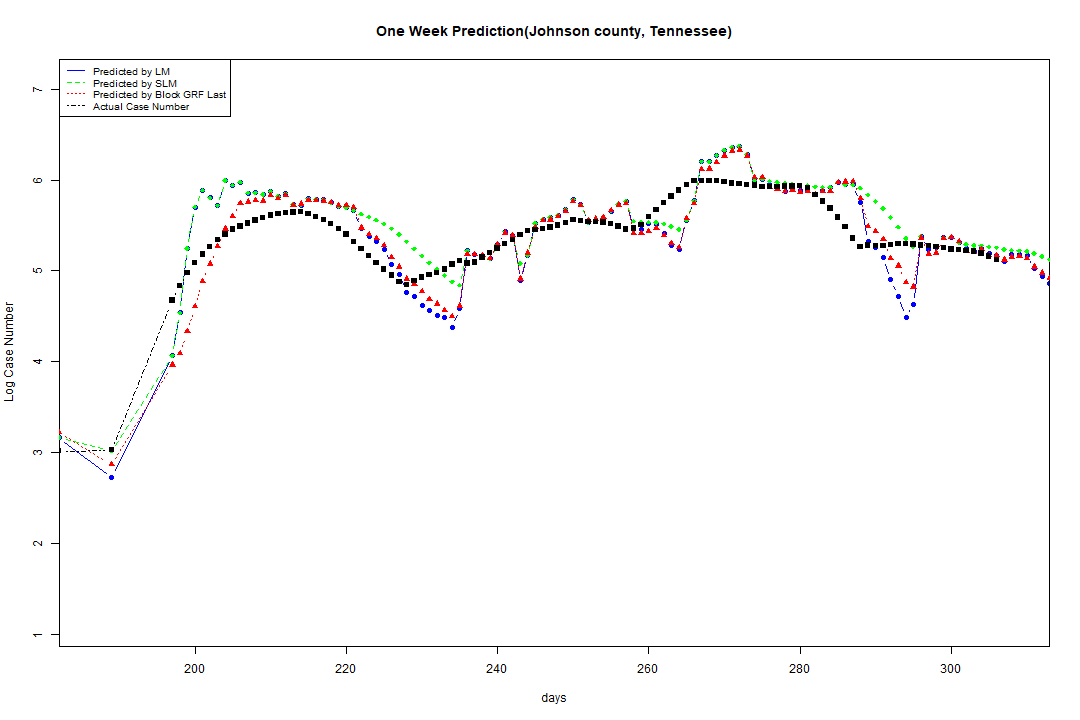 One Week Prediction(Johnson county, Tennessee)
Predicted by LM
Predicted by SLM
Predicted by Block GRF Last
Actual Case Number
Log Case Number
7
6
5
4
3
2
1
200 220 240 260 280 300
days